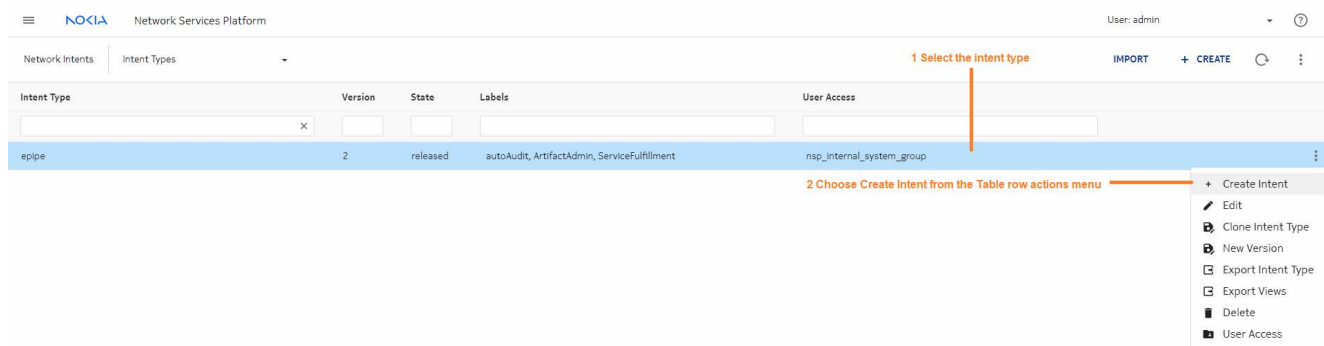 NOKIA Network Services Platform User: admin
Network Intents Intent Types 1 Select the intent type IMPORT + CREATE
Intent Type Version State Labels User Access
epipe 2 released autoAudit, ArtifactAdmin, ServiceFulfillment nsp_internal_system_group
2 Choose Create Intent from the Table row actions menu + Create Intent
Edit
Clone Intent Type
New Version
Export Intent Type
Export Views
Delete
User Access